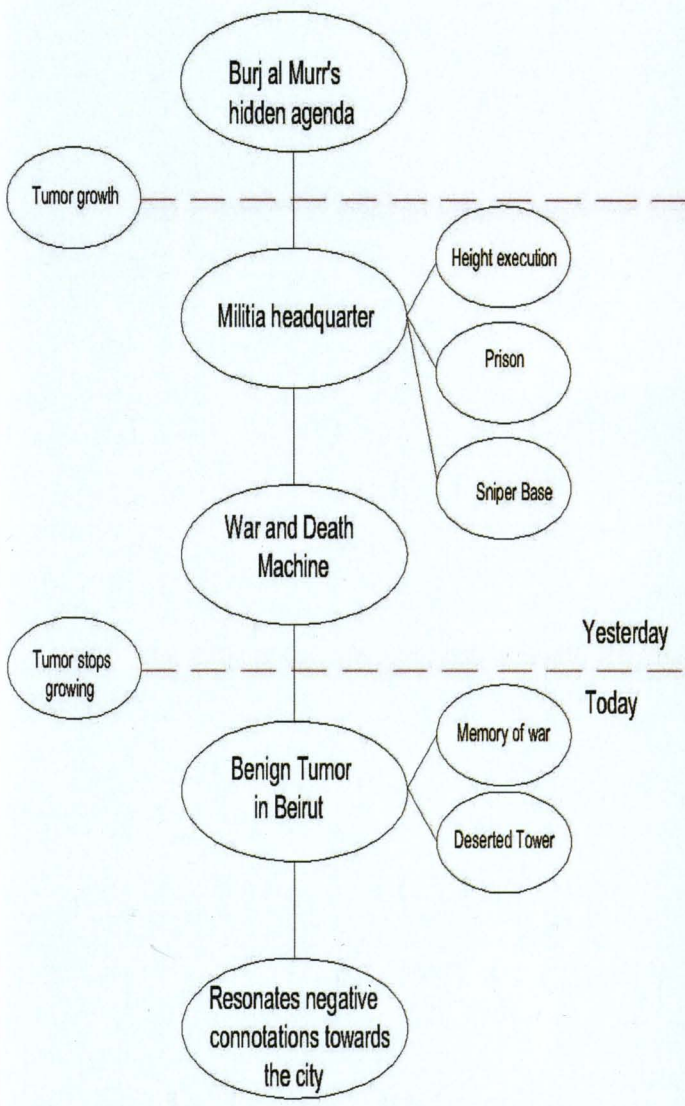 Burj al Murr's
hidden agenda
Tumor growth
Height execution
Militia headquarter
Prison
Sniper Base
War and Death
Machine
Yesterday
Tumor stops
growing
Today
Memory of war
Benign Tumor
in Beirut
Deserted Tower
Resonates negative
connotations towards
the city